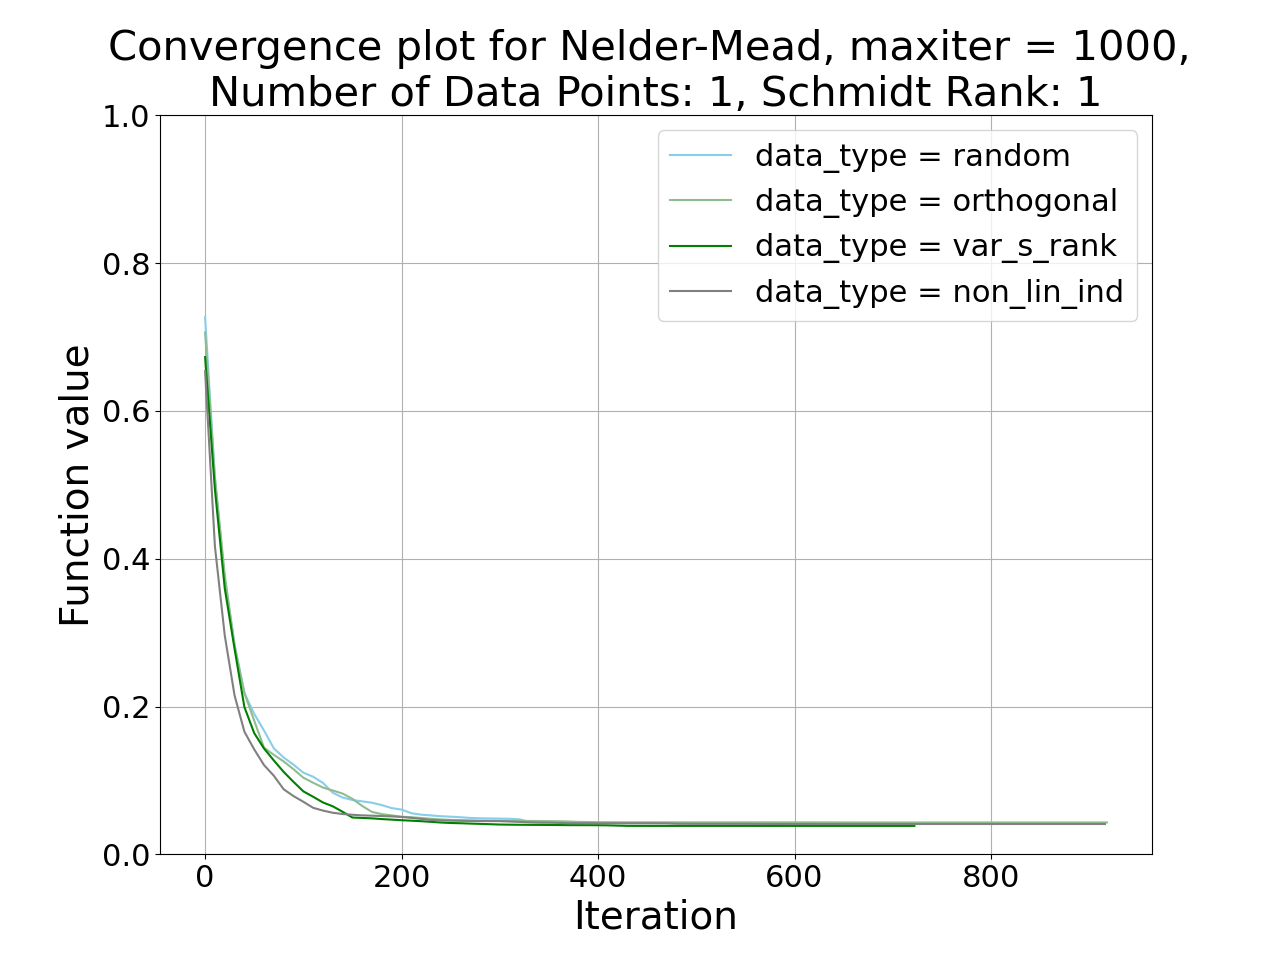 Convergence plot for Nelder-Mead, maxiter = 1000,
Number of Data Points: 1, Schmidt Rank: 1
1.0
0.8
0.6
0.4
0.2
0.0
Function value
data_type = random
data_type = orthogonal
data_type = var_s_rank
data_type = non_lin_ind
0
200
400
600
800
Iteration